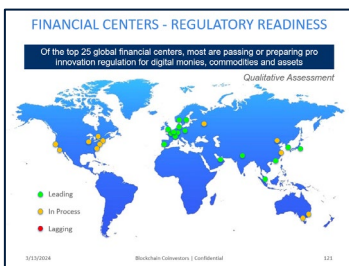 FINANCIAL CENTERS - REGULATORY READINESS
Of the top 25 global financial centers, most are passing or preparing pro
innovation regulation for digital monies, commodities and assets
Qualitative Assessment
Leading
In Process
Lagging
3/13/2024
Blockchain Coinvestors | Confidential
121